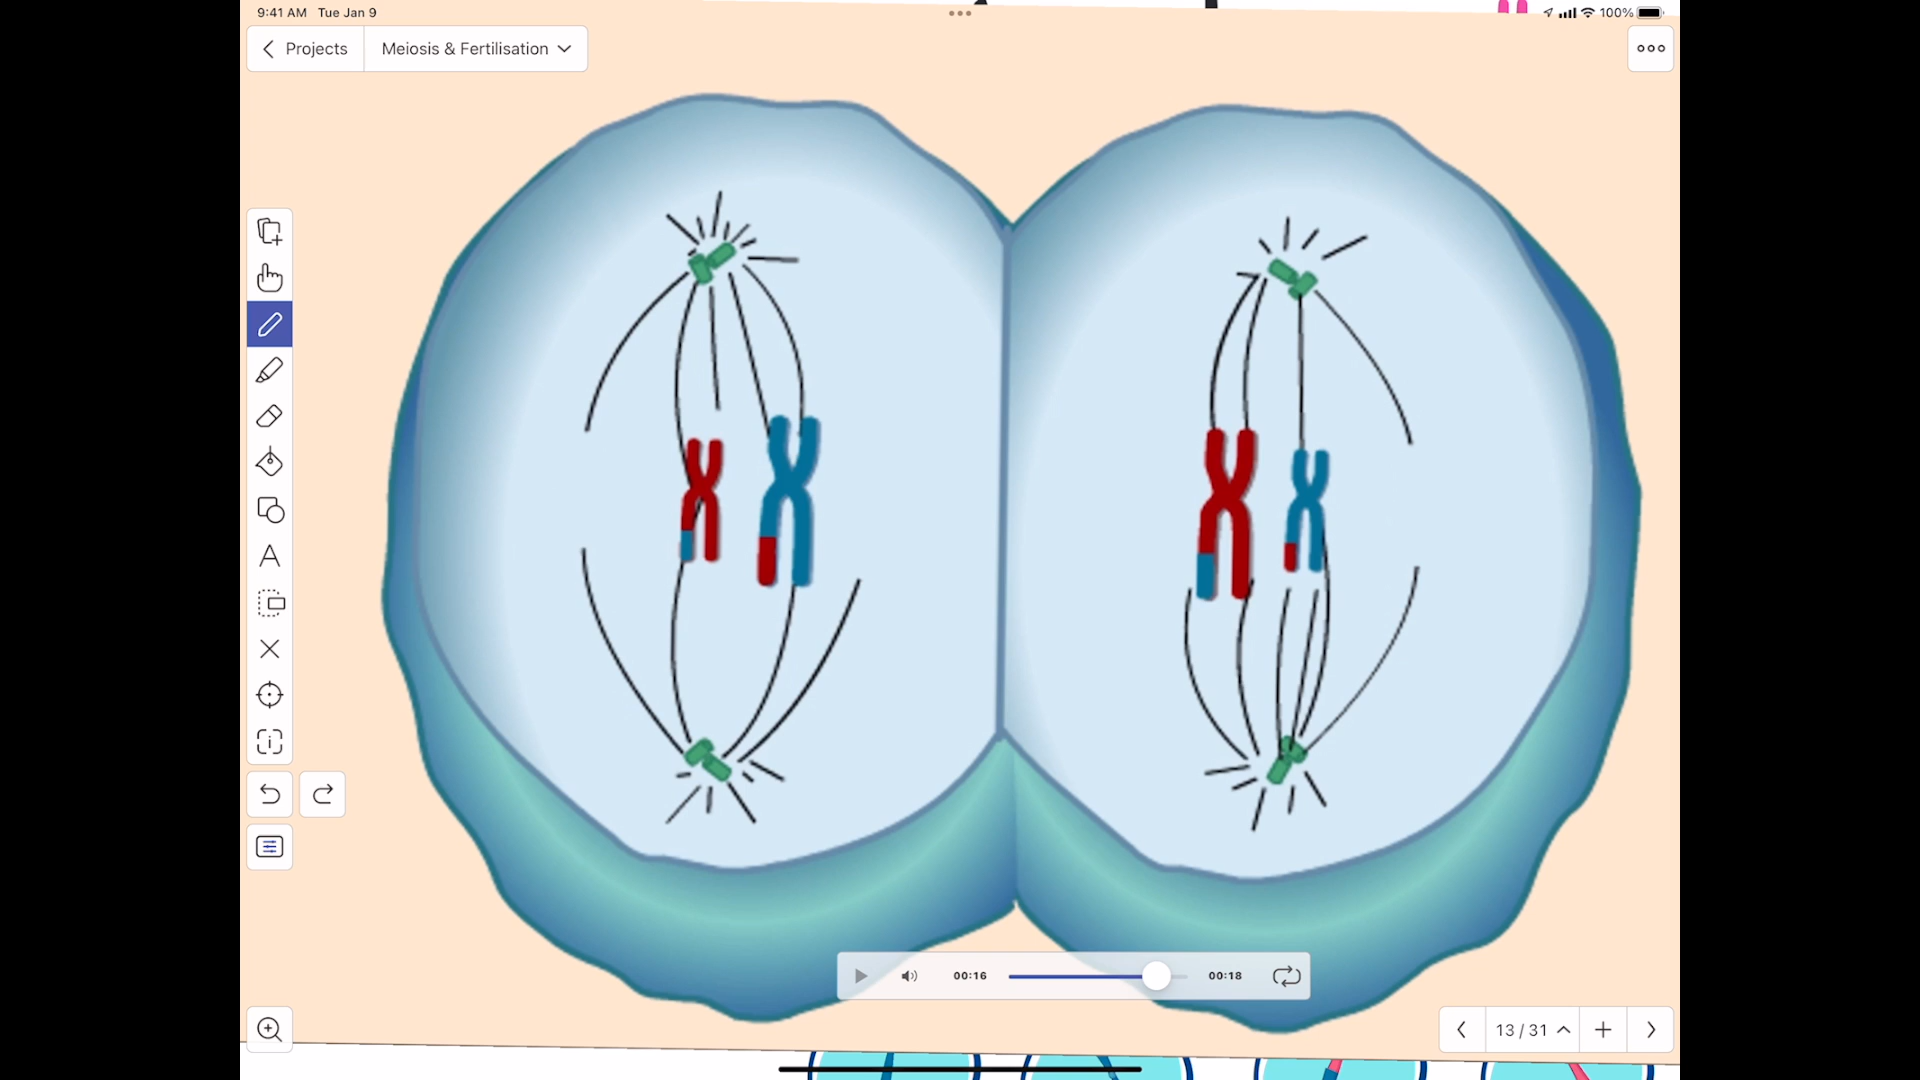 9:41 AM Tue Jan 9
100%
Projects
Meiosis & Fertilisation
A
00:16
00:18
13 / 31